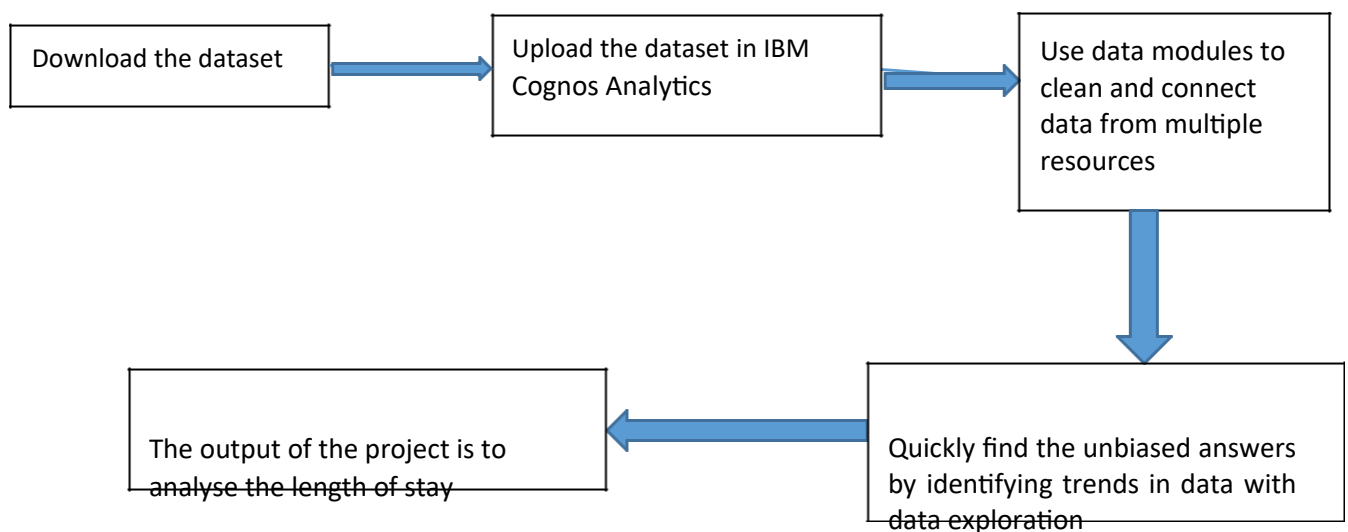 Download the dataset
Upload the dataset in IBM
Cognos Analytics
Use data modules to
clean and connect
data from multiple
resources
Quickly find the unbiased answers
by identifying trends in data with
data exploration
The output of the project is to
analyse the length of stay